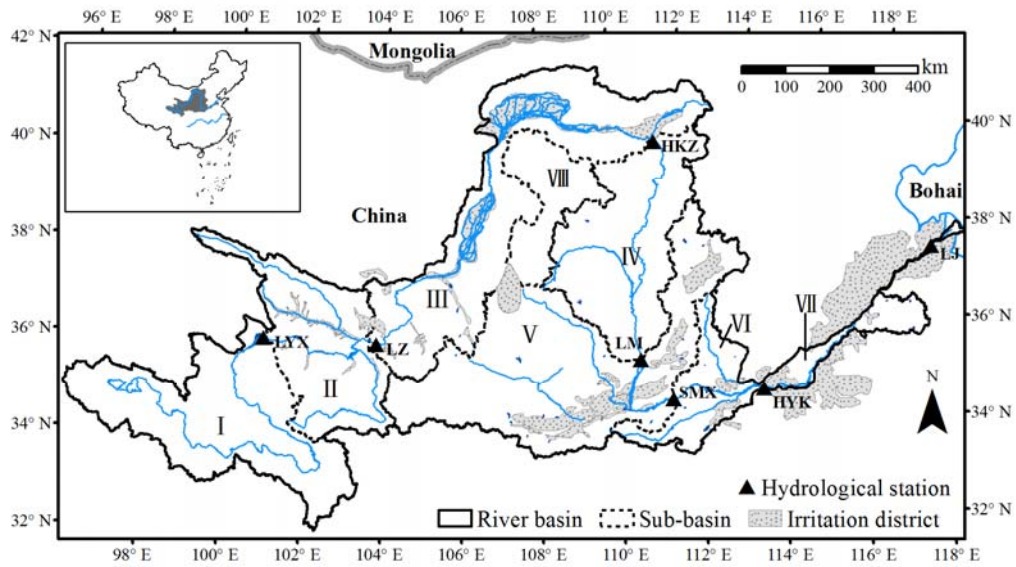 96° E 98° E 100° E 102° E 104° E 106° E 108° E 110° E 112° E 114° E 116° E 118° E
42° N
Mongolia
km
0 100 200 300 400
40° N
40° N
HKZ
Ⅷ
Bohai
China
38° N
38° N
LJ
Ⅳ
Ⅲ
Ⅶ
36° N
36° N
Ⅴ
Ⅵ
LYX
LZ
LM
Ⅱ
SMX
N
HYK
34° N
34° N
Ⅰ
Hydrological station
32° N
32° N
River basin Sub-basin Irritation district
98° E 100° E 102° E 104° E 106° E 108° E 110° E 112° E 114° E 116° E 118° E